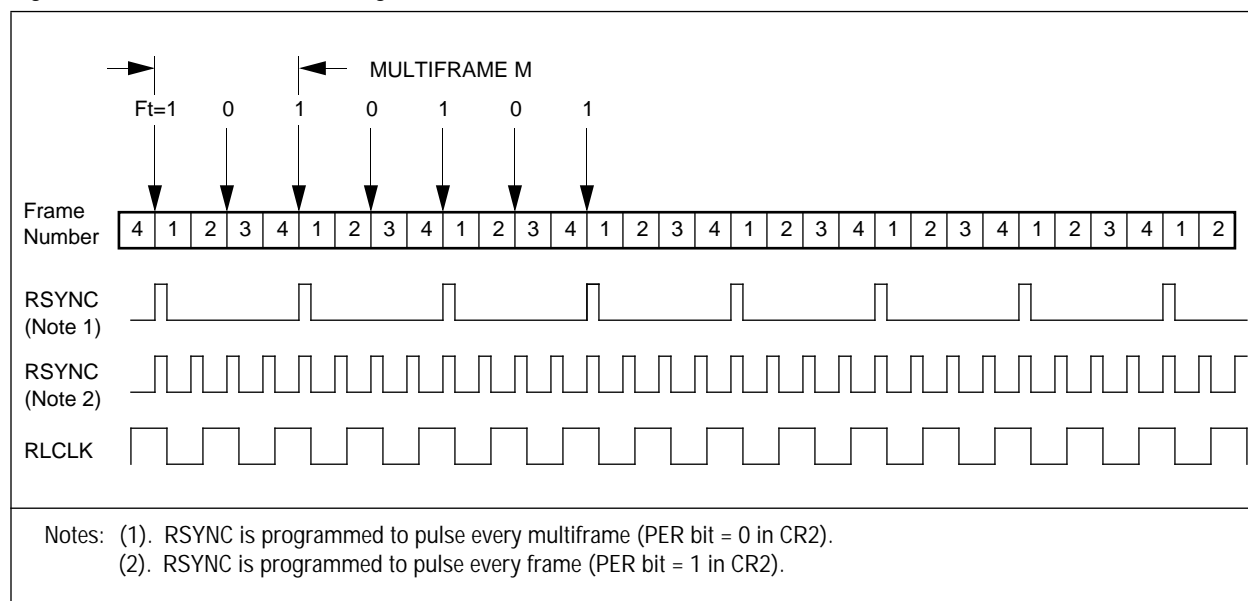 MULTIFRAME M
Ft=1 0 1 0 1 0 1
Frame
Number
4 1 2 3 4 1 2 3 4 1 2 3 4 1 2 3 4 1 2 3 4 1 2 3 4 1 2 3 4 1 2
RSYNC
(Note 1)
RSYNC
(Note 2)
RLCLK
Notes: (1). RSYNC is programmed to pulse every multiframe (PER bit = 0 in CR2).
(2). RSYNC is programmed to pulse every frame (PER bit = 1 in CR2).